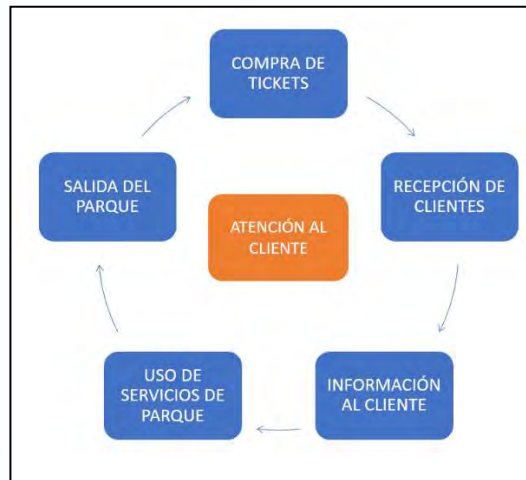 COMPRA DE
TICKETS
RECEPCIÓN DE
CLIENTES
INFORMACIÓN
AL CLIENTE
USO DE
SERVICIOS DE
PARQUE
SALIDA DEL
PARQUE
ATENCIÓN AL
CLIENTE